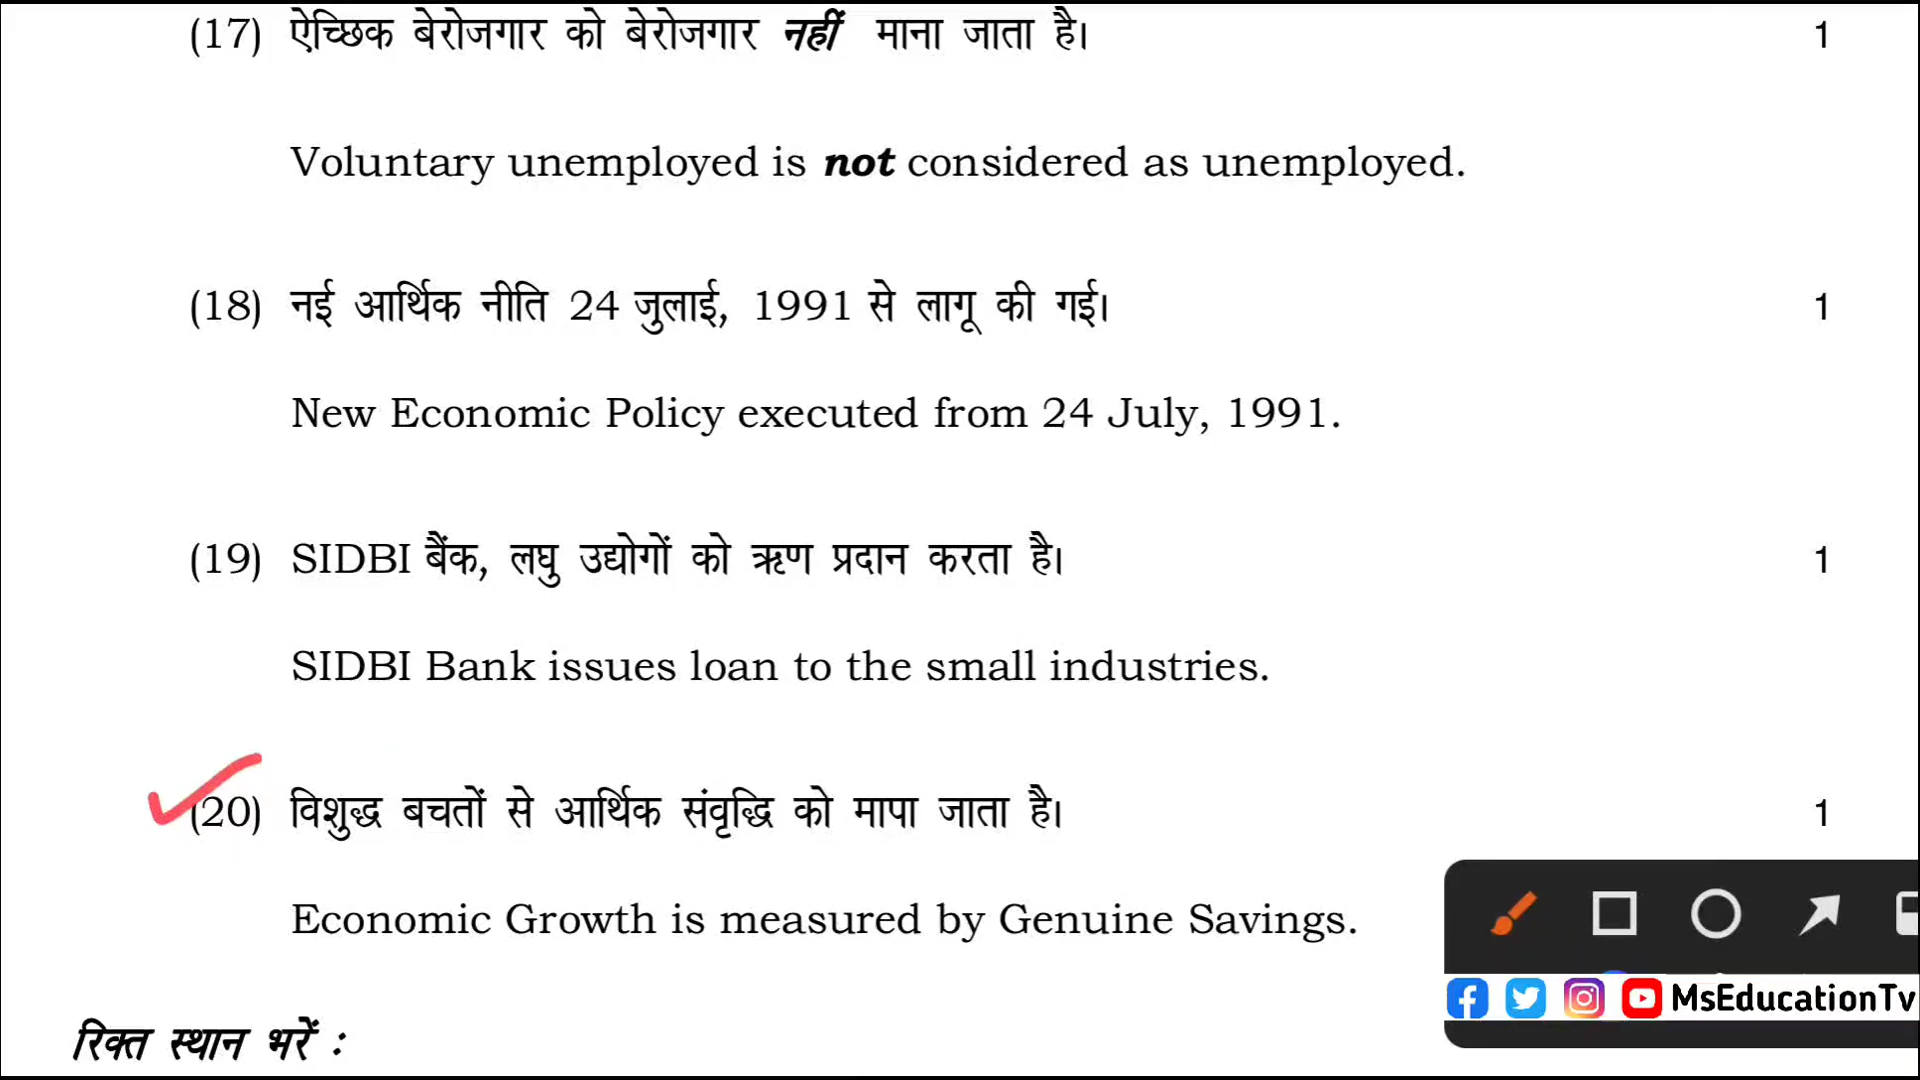 (17) ऐच्छिक बेरोजगार को बेरोजगार नहीं माना जाता है। 1
Voluntary unemployed is not considered as unemployed.
(18) नई आर्थिक नीति 24 जुलाई, 1991 से लागू की गई। 1
New Economic Policy executed from 24 July, 1991.
(19) SIDBI बैंक, लघु उद्योगों को ऋण प्रदान करता है। 1
SIDBI Bank issues loan to the small industries.
(20) विशुद्ध बचतों से आर्थिक संवृद्धि को मापा जाता है। 1
Economic Growth is measured by Genuine Savings.
MsEducationTv
रिक्त स्थान भरें :